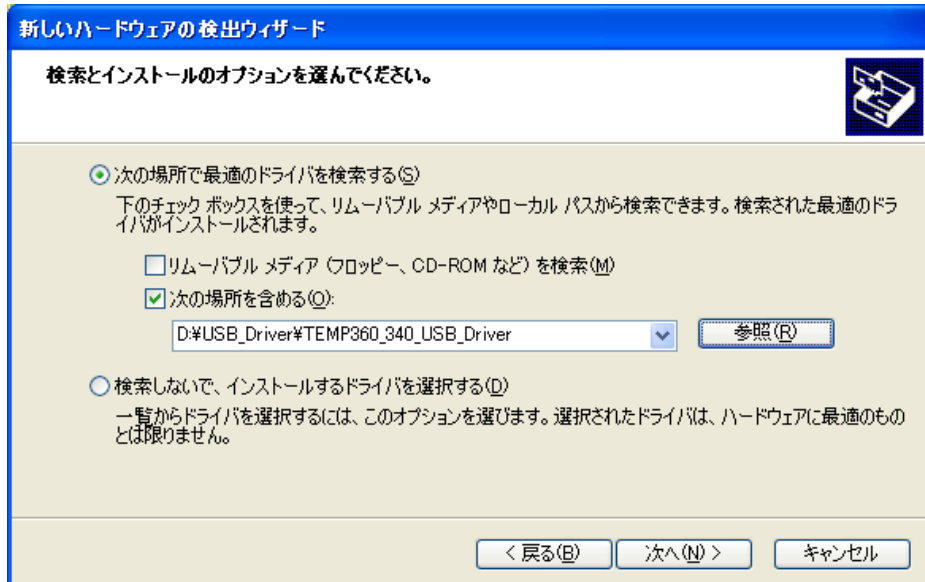 新しいハードウェアの検出ウィザード
検索とインストールのオプションを選んでください。
次の場所で最適のドライバを検索する(S)
下のチェック ボックスを使って、リムーバブル メディアやローカル パスから検索できます。検索された最適のドラ
イバがインストールされます。
リムーバブル メディア (フロッピー、CD-ROM など) を検索(M)
次の場所を含める(O):
D:¥USB_Driver¥TEMP360_340_USB_Driver
参照(R)
検索しないで、インストールするドライバを選択する(D)
一覧からドライバを選択するには、このオプションを選びます。選択されたドライバは、ハードウェアに最適のもの
とは限りません。
< 戻る(B) 次へ(N) > キャンセル